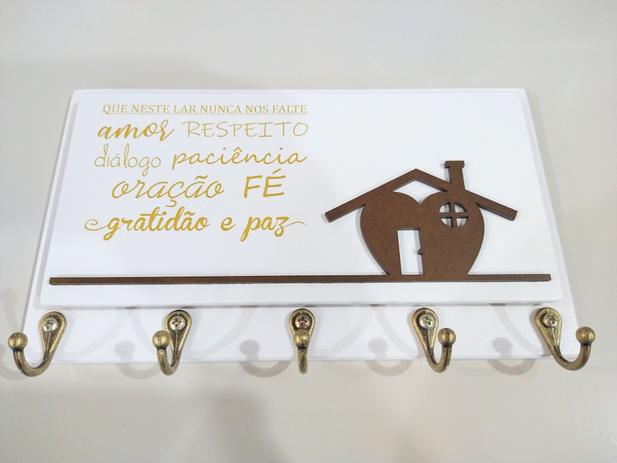 QUE NESTE LAR NUNCA NOS FALTE
amor RESPEITO
diálogo paciência
oração FÉ
gratidão e paz